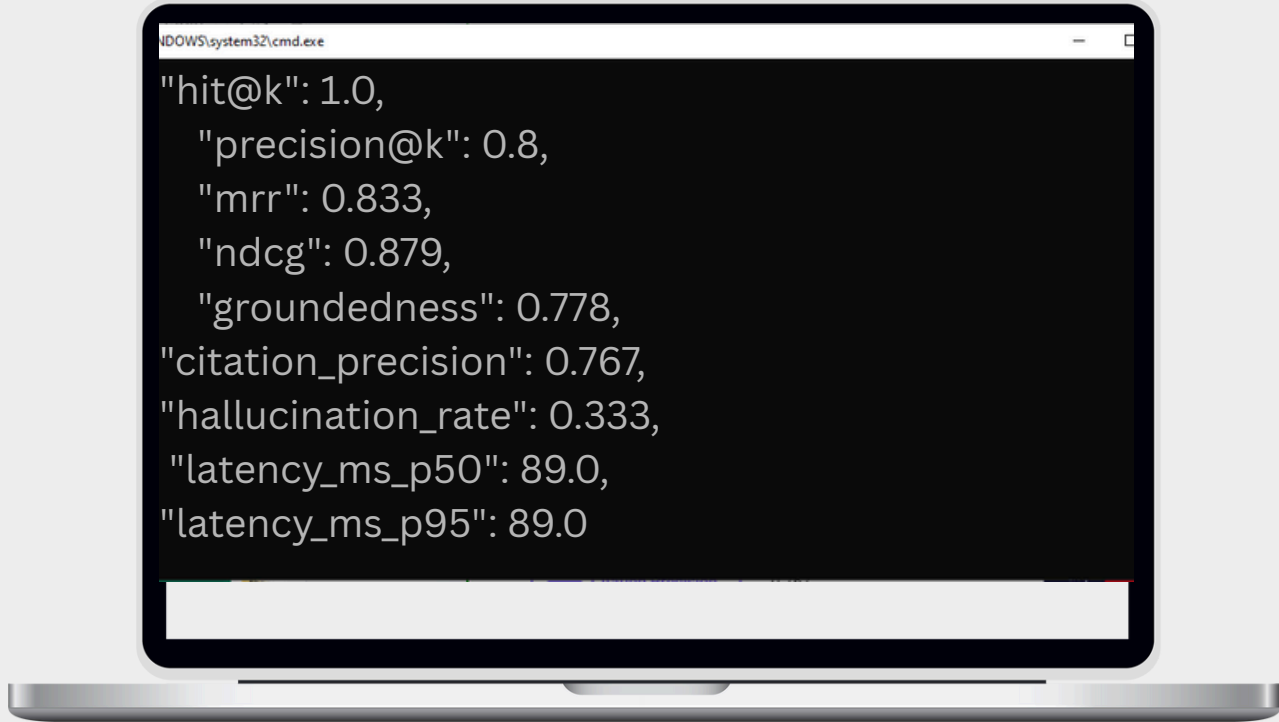 NDOWS\system32\cmd.exe
"hit@k": 1.0,
"precision@k": 0.8,
"mrr": 0.833,
"ndcg": 0.879,
"groundedness": 0.778,
"citation_precision": 0.767,
"hallucination_rate": 0.333,
"latency_ms_p50": 89.0,
"latency_ms_p95": 89.0